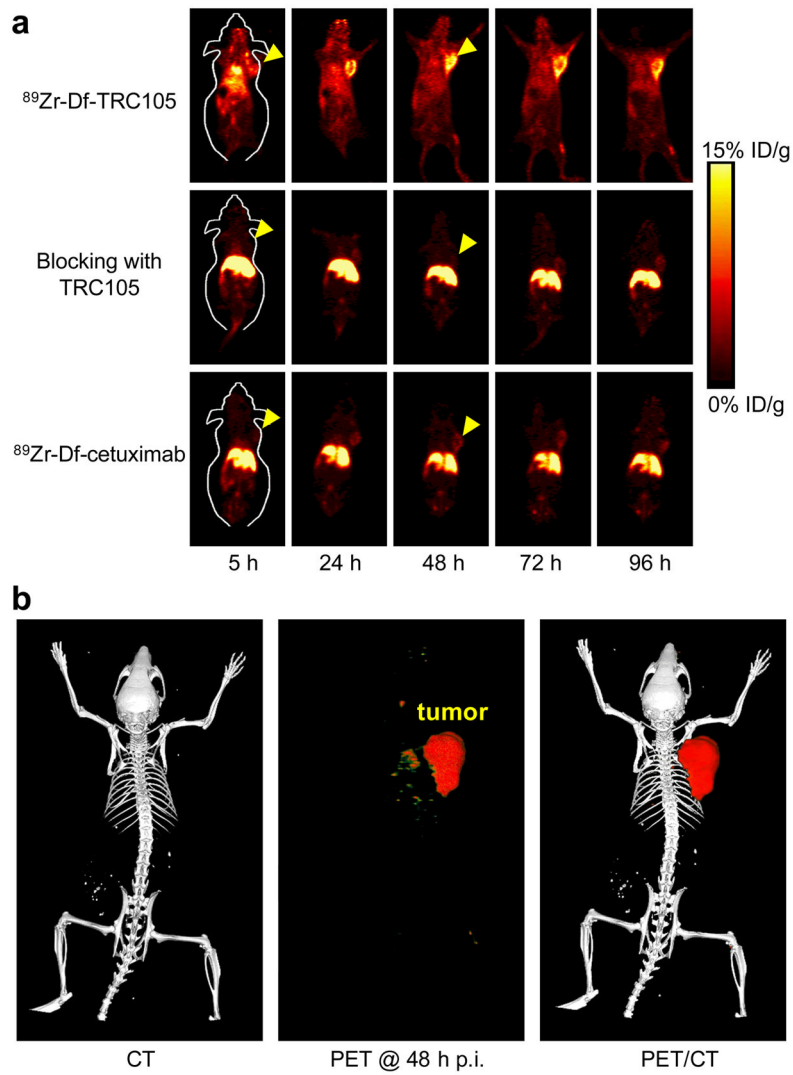 a
⁸⁹Zr-Df-TRC105
15% ID/g
Blocking with
TRC105
0% ID/g
⁸⁹Zr-Df-cetuximab
5 h 24 h 48 h 72 h 96 h
b
tumor
CT PET @ 48 h p.i. PET/CT